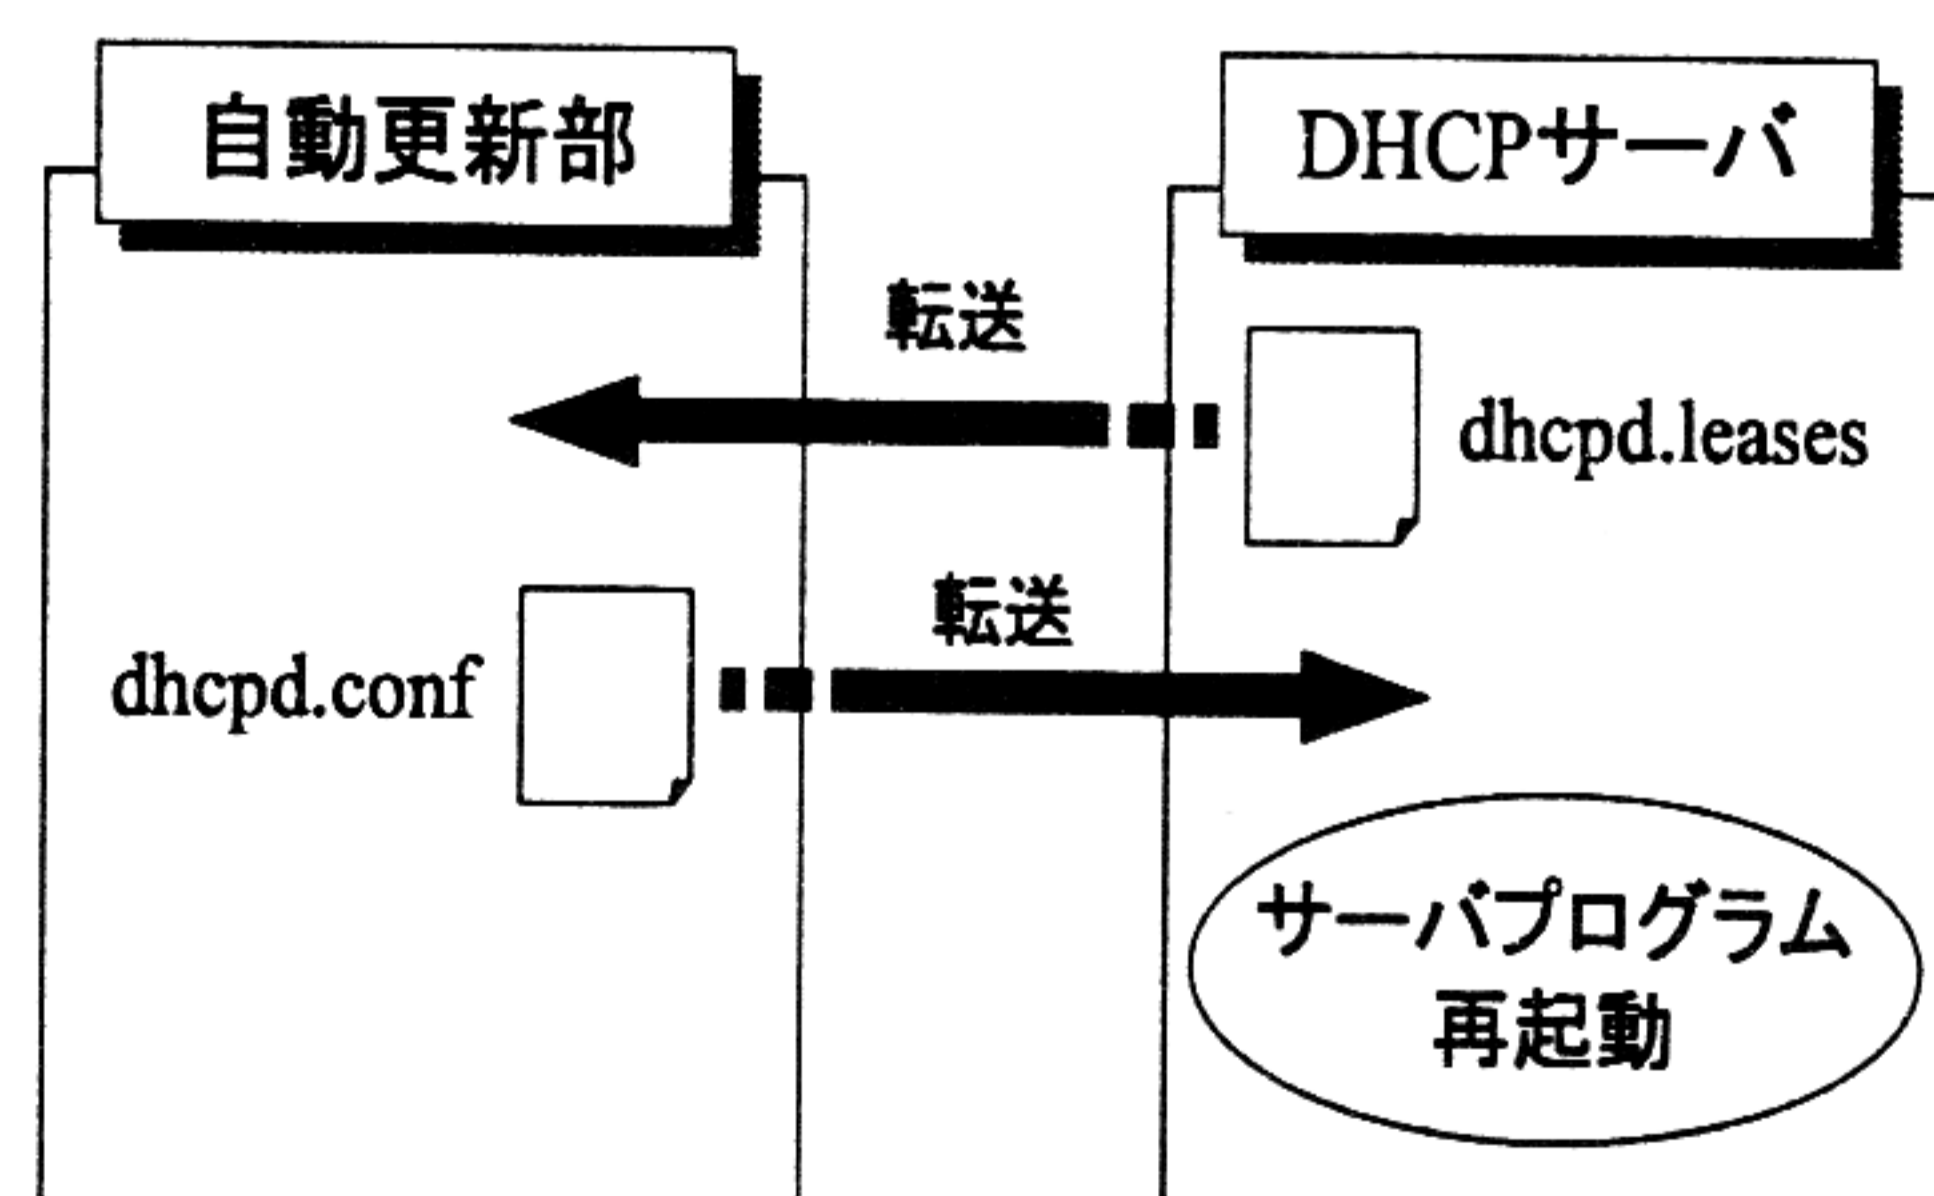 自動更新部
DHCPサーバ
転送
dhcpd.leases
転送
dhcpd.conf
サーバプログラム
再起動